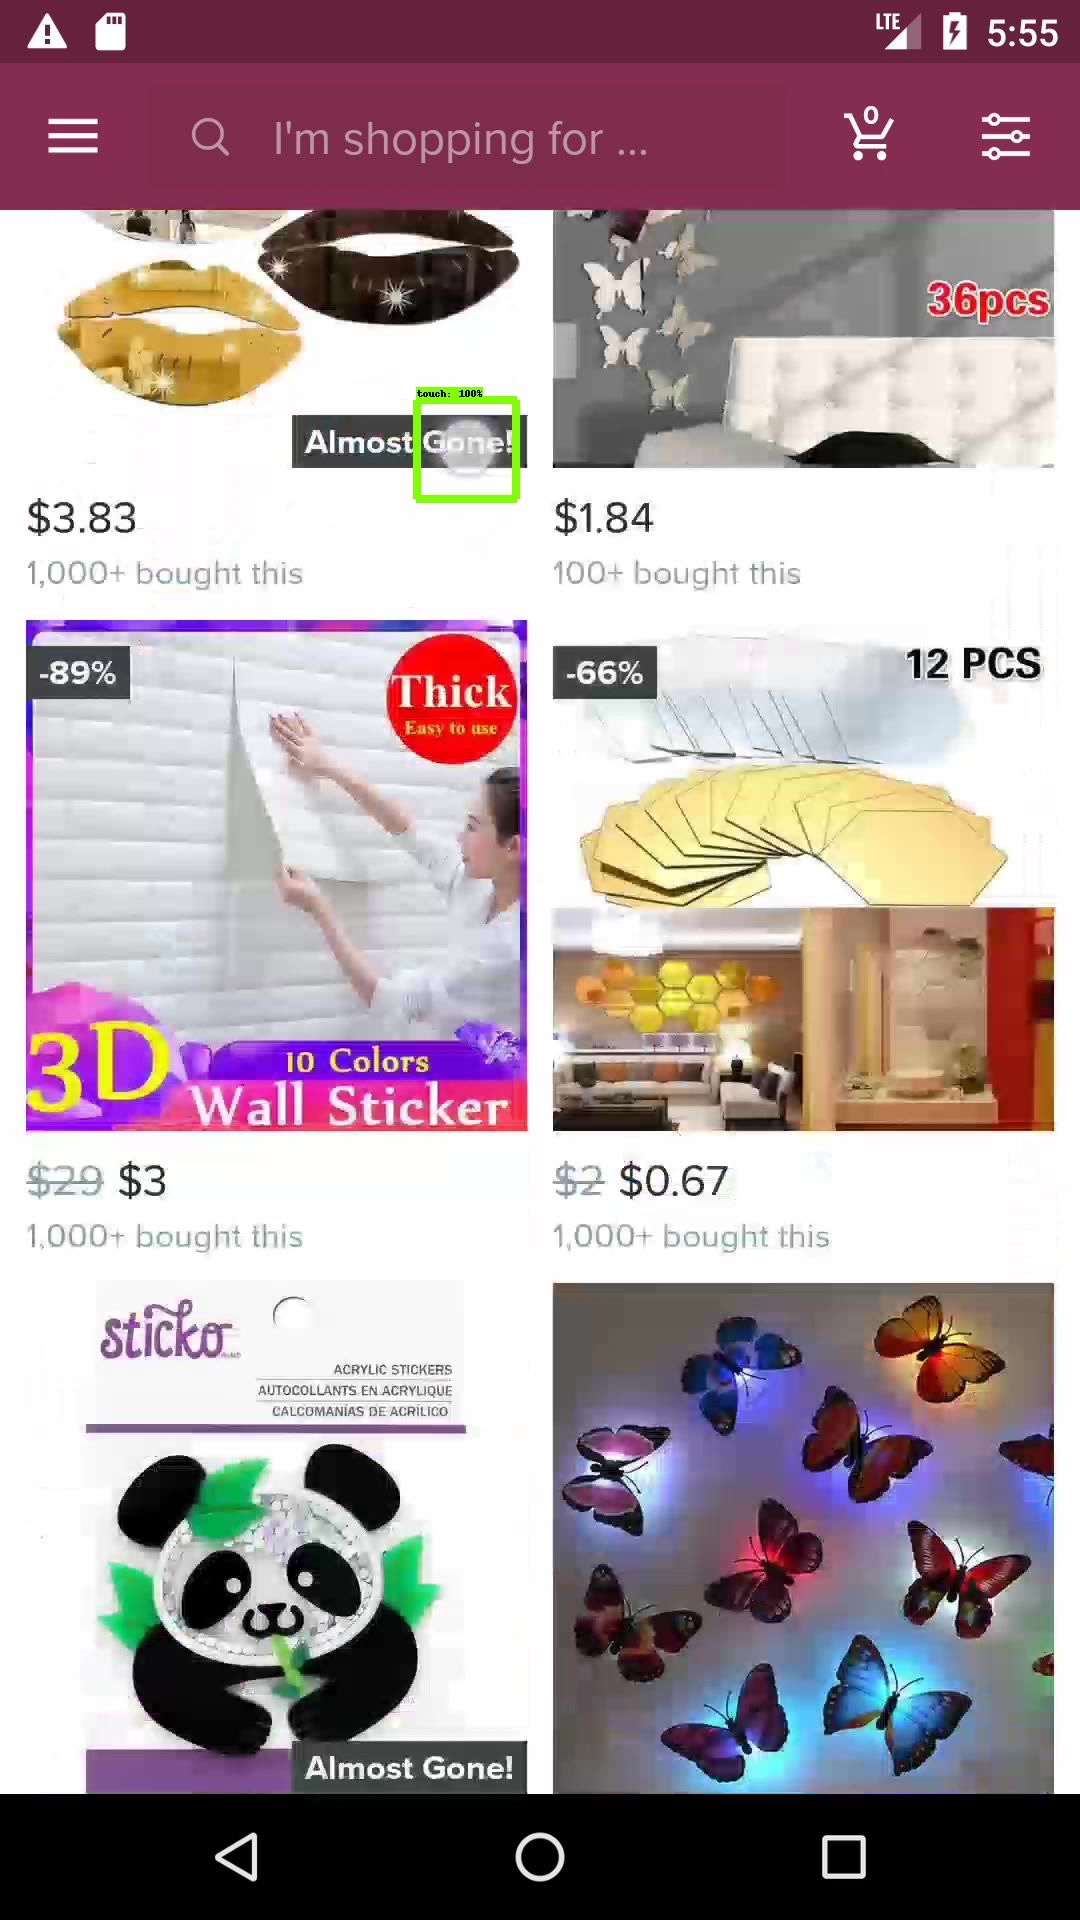 LTE 5:55
I'm shopping for ...
0
36pcs
touch: 100%
Almost Gone!
$3.83
$1.84
1,000+ bought this
100+ bought this
-89%
Thick
Easy to use
-66%
12 PCS
3D
10 Colors
Wall Sticker
$29 $3
$2 $0.67
1,000+ bought this
1,000+ bought this
sticko
ACRYLIC STICKERS
AUTOCOLLANTS EN ACRYLIQUE
CALCOMANÍAS DE ACRÍLICO
Almost Gone!